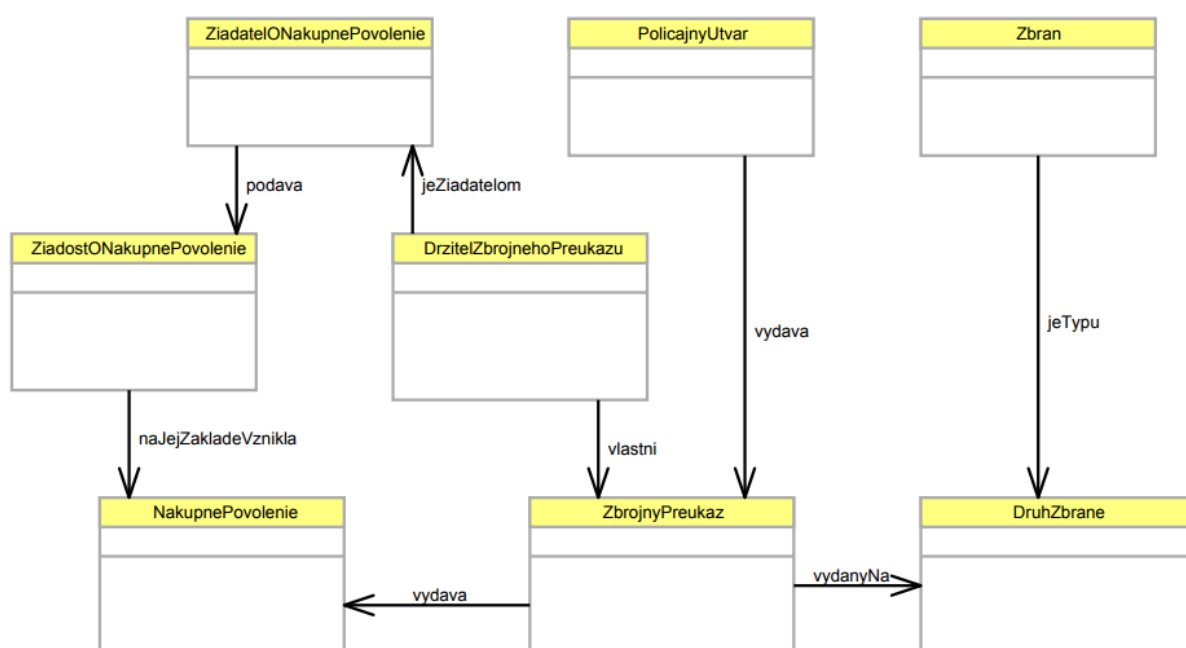 ZiadatelONakupnePovolenie
PolicajnyUtvar
Zbran
podava
jeZiadatelom
ZiadostONakupnePovolenie
DrzitelZbrojnehoPreukazu
vydava
jeTypu
naJejZakladeVznikla
vlastni
NakupnePovolenie
ZbrojnyPreukaz
DruhZbrane
vydanyNa
vydava